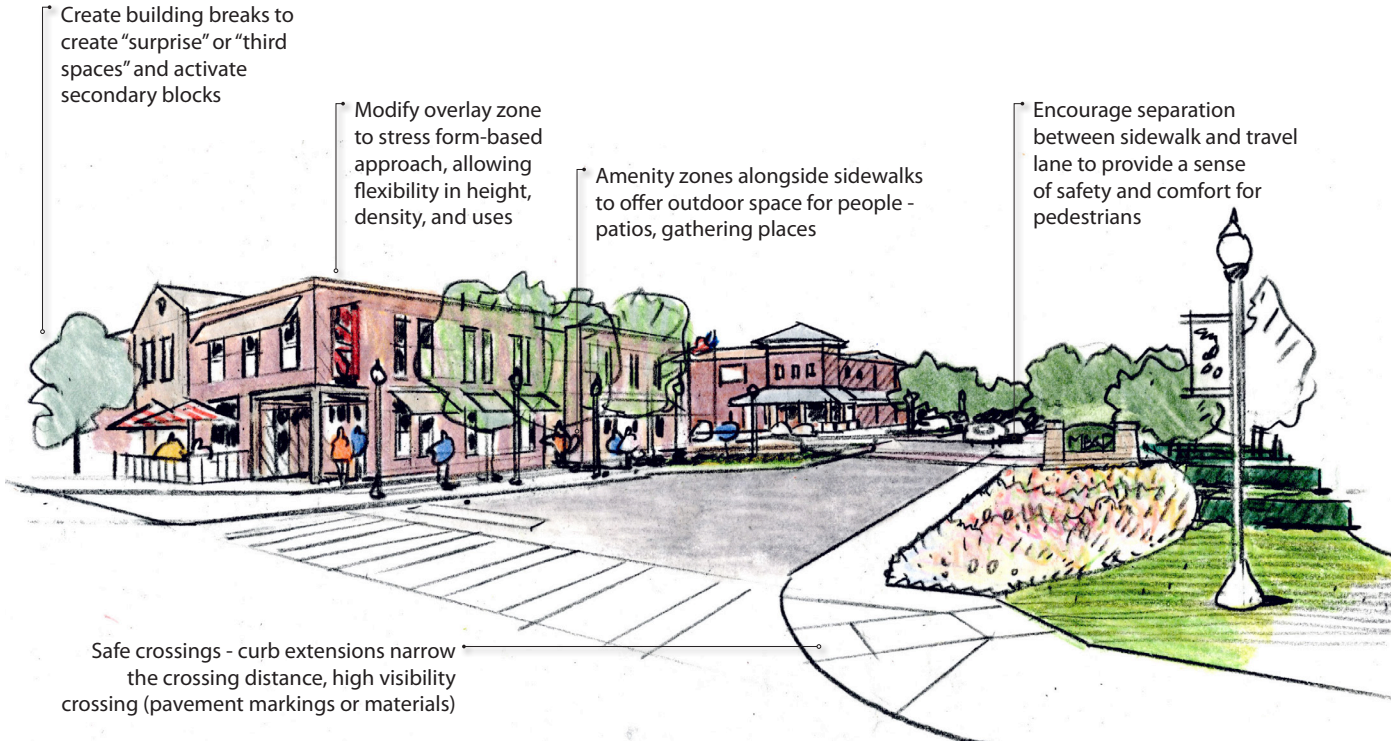 Create building breaks to
create “surprise” or “third
spaces” and activate
secondary blocks
Modify overlay zone
to stress form-based
approach, allowing
flexibility in height,
density, and uses
Amenity zones alongside sidewalks
to offer outdoor space for people -
patios, gathering places
Encourage separation
between sidewalk and travel
lane to provide a sense
of safety and comfort for
pedestrians
Safe crossings - curb extensions narrow
the crossing distance, high visibility
crossing (pavement markings or materials)